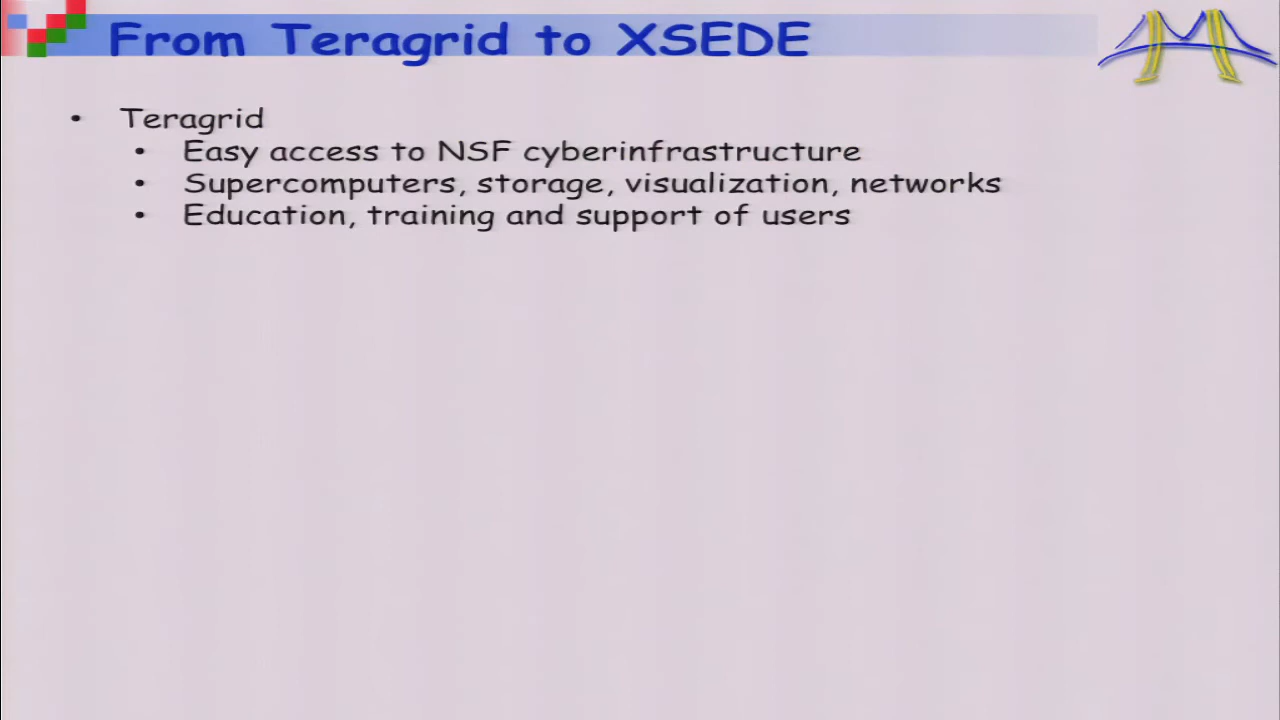 From Teragrid to XSEDE
• Teragrid
• Easy access to NSF cyberinfrastructure
• Supercomputers, storage, visualization, networks
• Education, training and support of users